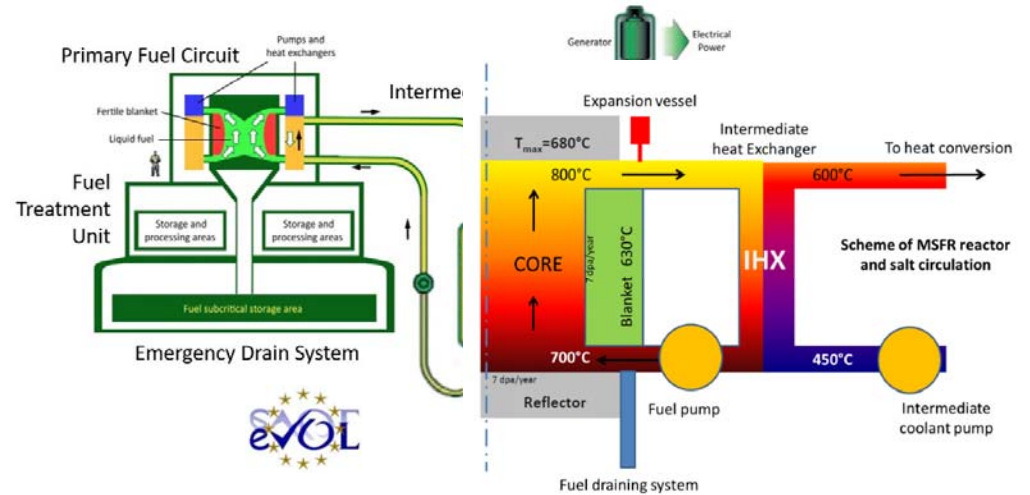 Primary Fuel Circuit
Pumps and
heat exchangers
Fertile blanket
Liquid fuel
Fuel
Treatment
Unit
Storage and
processing areas
Storage and
processing areas
Fuel subcritical storage area
Emergency Drain System
eVOL
Generator
Electrical
Power
Expansion vessel
Tmax=680°C
Intermediate
heat Exchanger
To heat conversion
800°C
600°C
CORE
7 dpa/year
Blanket 630°C
IHX
Scheme of MSFR reactor
and salt circulation
700°C
450°C
7 dpa/year
Reflector
Fuel pump
Intermediate
coolant pump
Fuel draining system